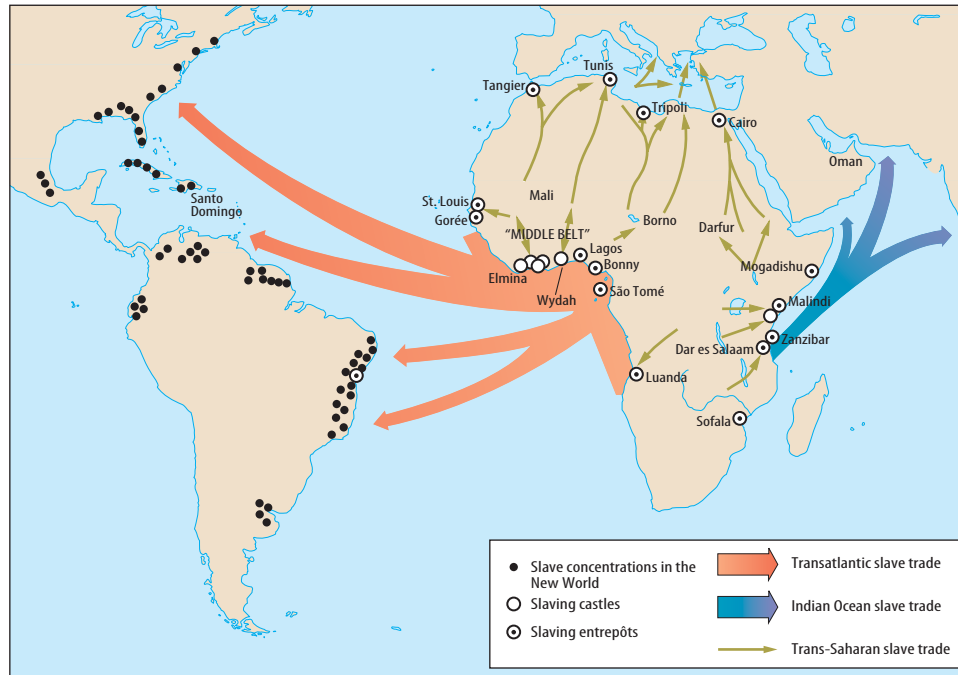 Tunis
Tangier
Tripoli
Cairo
Oman
Mali
Santo
Domingo
St. Louis
Gorée
Borno
Darfur
“MIDDLE BELT”
Lagos
Bonny
Mogadishu
Elmina
Wydah
São Tomé
Malindi
Zanzibar
Dar es Salaam
Luanda
Sofala
Slave concentrations in the
New World
Slaving castles
Slaving entrepôts
Transatlantic slave trade
Indian Ocean slave trade
Trans-Saharan slave trade